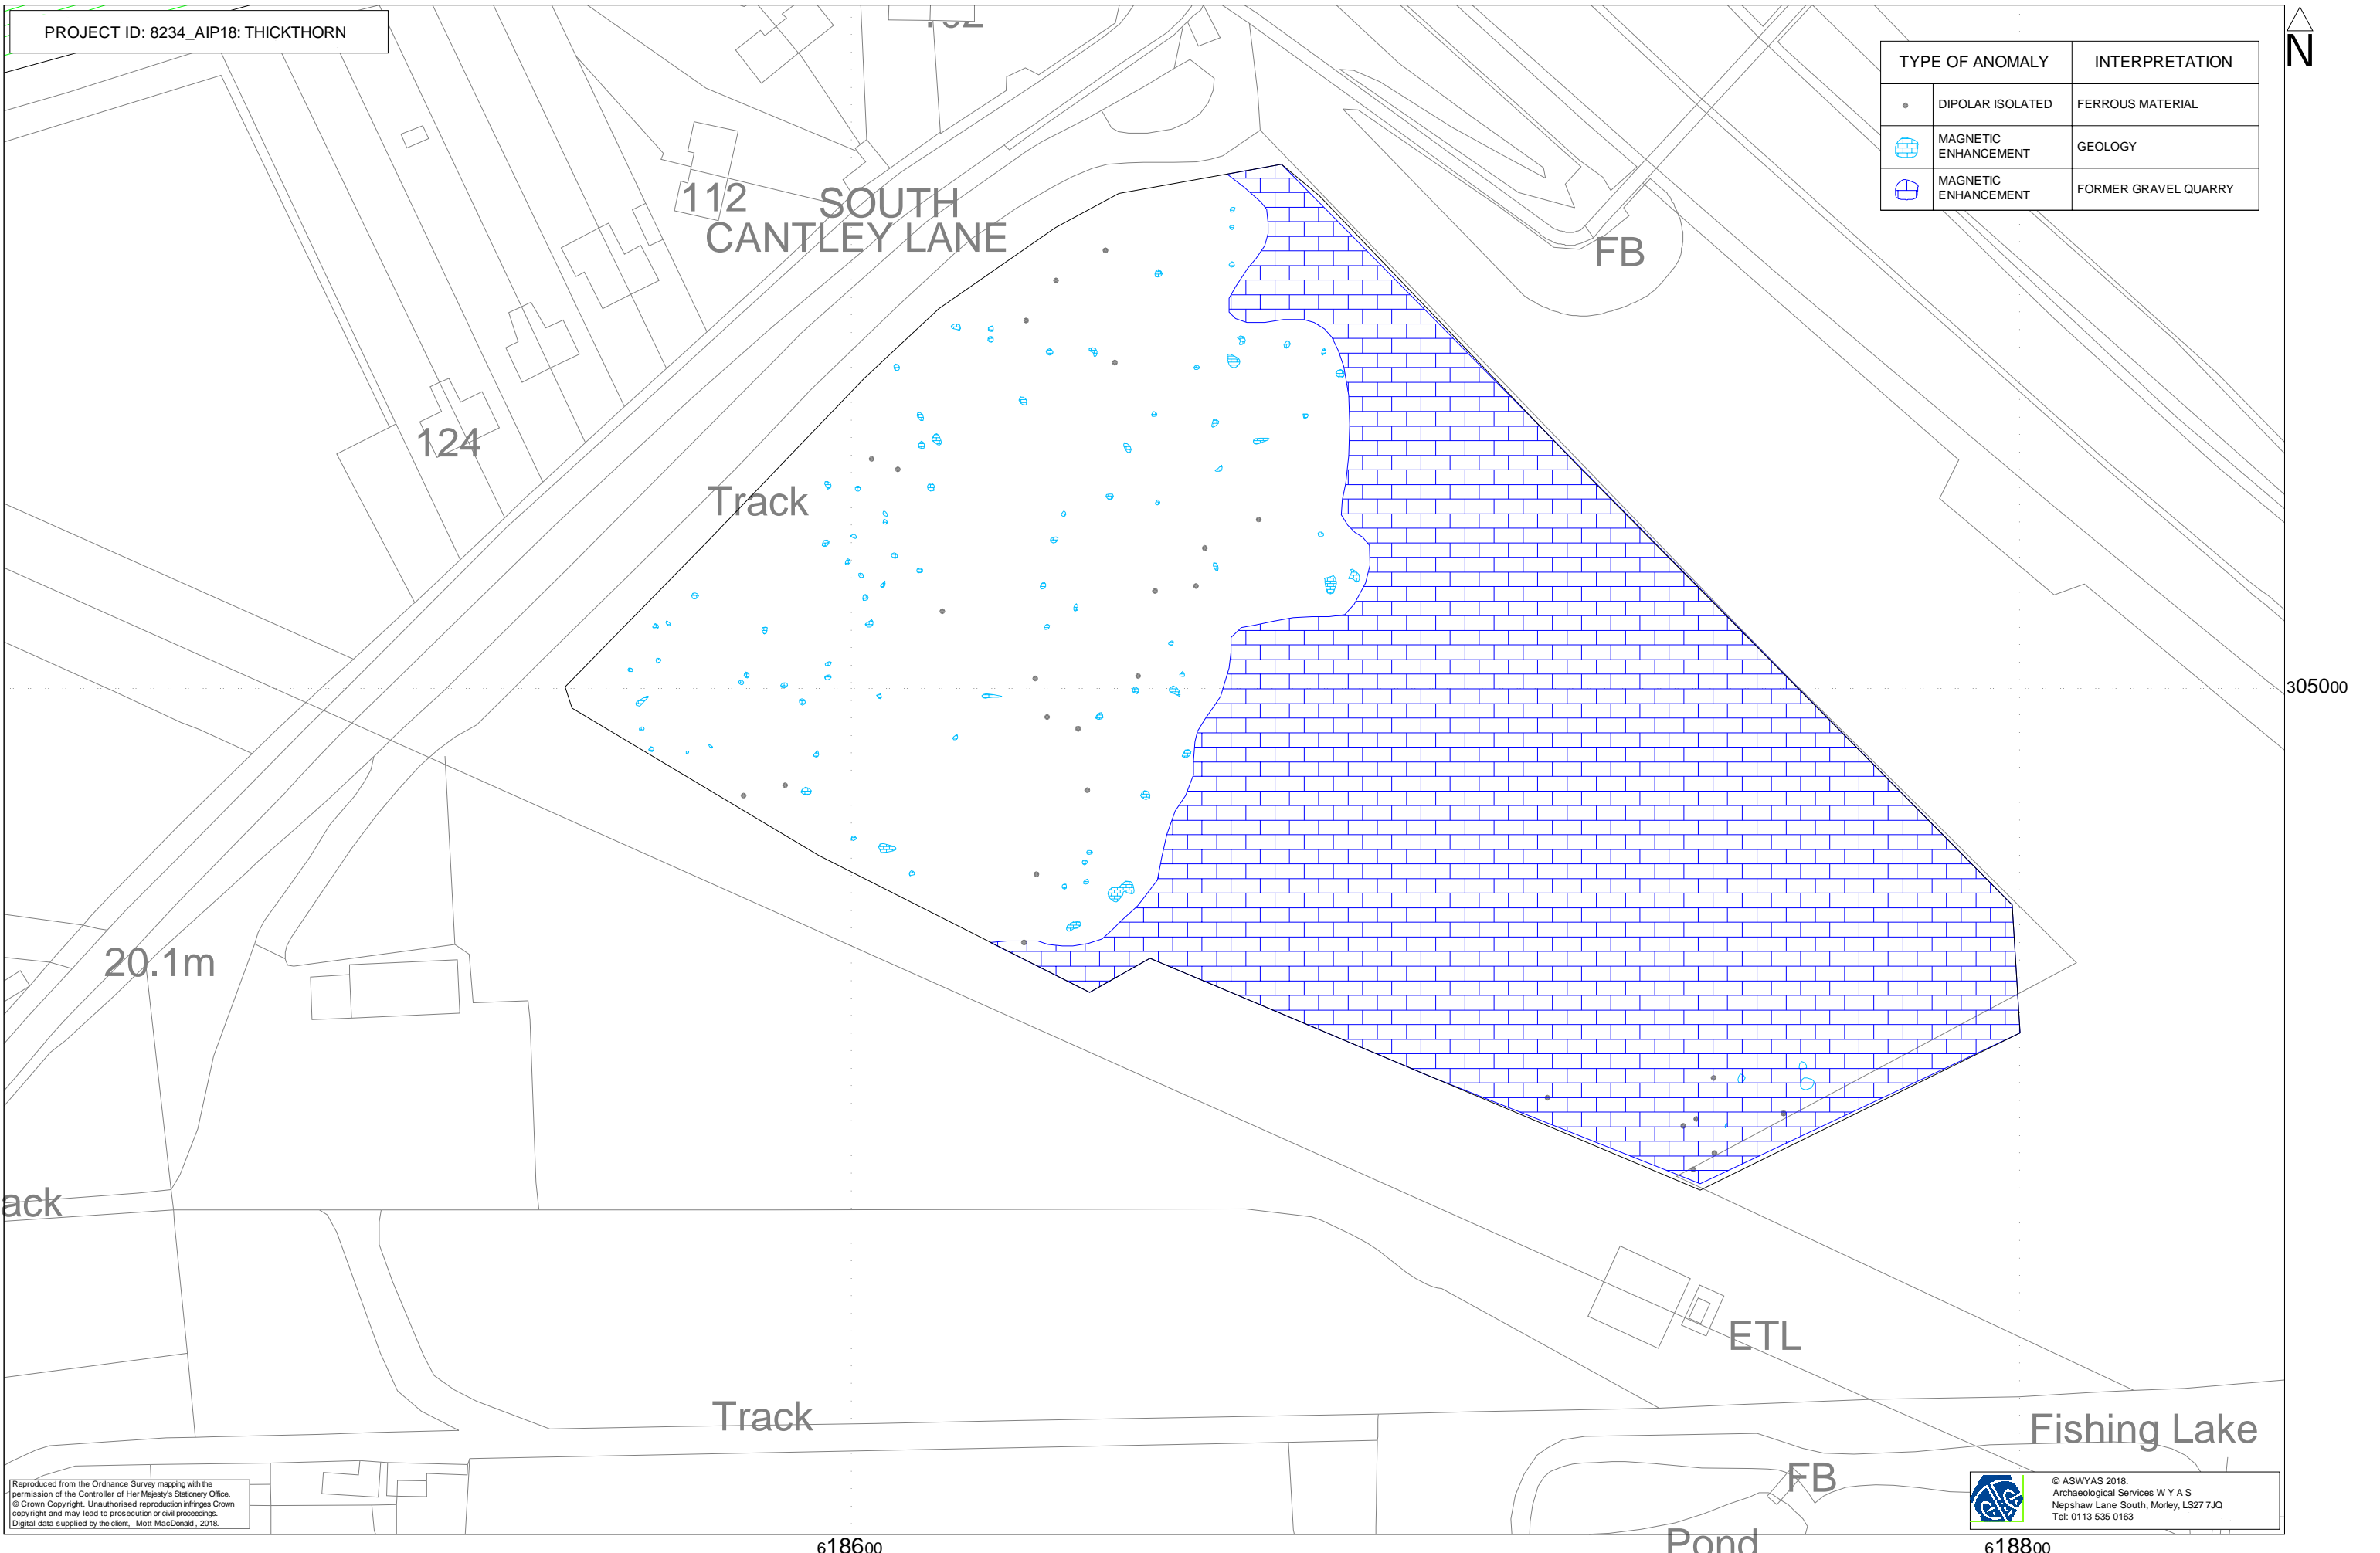 PROJECT ID: 8234_AIP18: THICKTHORN
N
TYPE OF ANOMALY INTERPRETATION
DIPOLAR ISOLATED FERROUS MATERIAL
MAGNETIC ENHANCEMENT GEOLOGY
MAGNETIC ENHANCEMENT FORMER GRAVEL QUARRY
112
SOUTH
CANTLEY LANE
FB
124
Track
305000
20.1m
ack
ETL
Track
Fishing Lake
FB
Pond
Reproduced from the Ordnance Survey mapping with the
permission of the Controller of Her Majesty's Stationery Office.
© Crown Copyright. Unauthorised reproduction infringes Crown
copyright and may lead to prosecution or civil proceedings.
Digital data supplied by the client, Mott MacDonald, 2018.
© ASWYAS 2018.
Archaeological Services W Y A S
Nepshaw Lane South, Morley, LS27 7JQ
Tel: 0113 535 0163
618600
618800